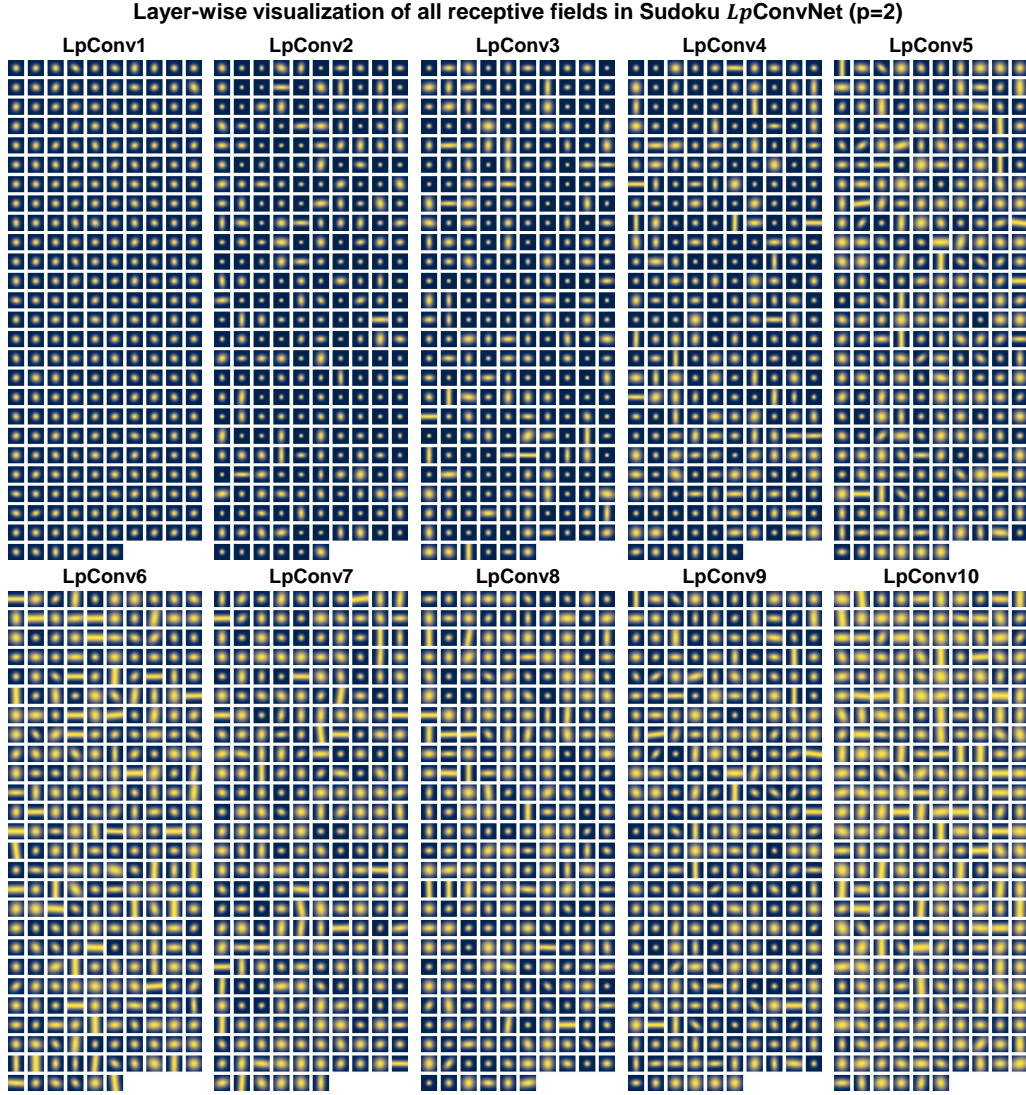 Layer-wise visualization of all receptive fields in Sudoku LpConvNet (p=2)
LpConv1 LpConv2 LpConv3 LpConv4 LpConv5
LpConv6 LpConv7 LpConv8 LpConv9 LpConv10